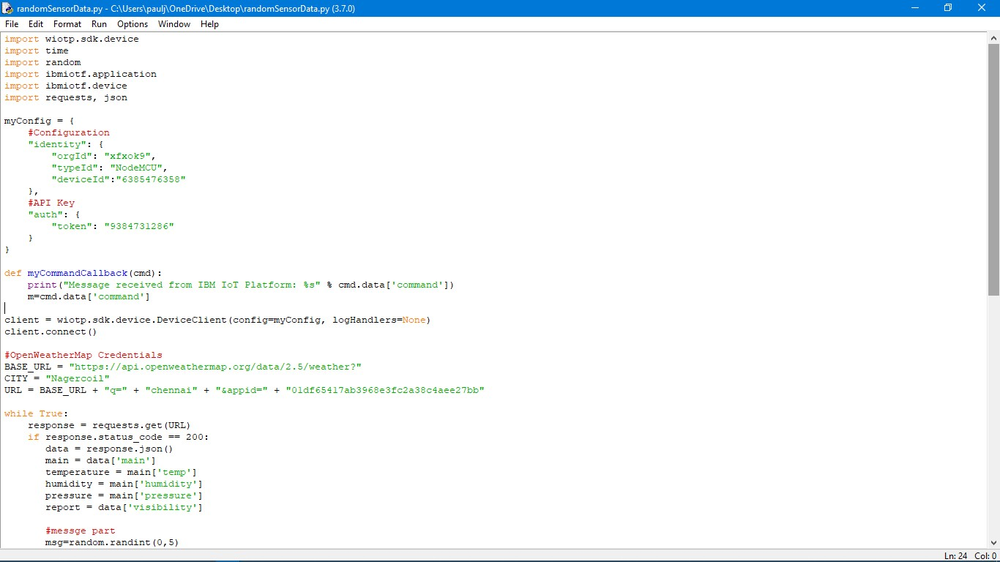 randomSensorData.py - C:\Users\paulj\OneDrive\Desktop\randomSensorData.py (3.7.0)
File Edit Format Run Options Window Help
import wiotp.sdk.device
import time
import random
import ibmiotf.application
import ibmiotf.device
import requests, json
myConfig = {
#Configuration
"identity": {
"orgId": "xfxok9",
"typeId": "NodeMCU",
"deviceId":"6385476358"
},
#API Key
"auth": {
"token": "9384731286"
}
}
def myCommandCallback(cmd):
print("Message received from IBM IoT Platform: %s" % cmd.data['command'])
m=cmd.data['command']
client = wiotp.sdk.device.DeviceClient(config=myConfig, logHandlers=None)
client.connect()
#OpenWeatherMap Credentials
BASE_URL = "https://api.openweathermap.org/data/2.5/weather?"
CITY = "Nagercoil"
URL = BASE_URL + "q=" + "chennai" + "&appid=" + "01df65417ab3968e3fc2a38c4aee27bb"
while True:
response = requests.get(URL)
if response.status_code == 200:
data = response.json()
main = data['main']
temperature = main['temp']
humidity = main['humidity']
pressure = main['pressure']
report = data['visibility']
#messge part
msg=random.randint(0,5)
Ln: 24 Col: 0